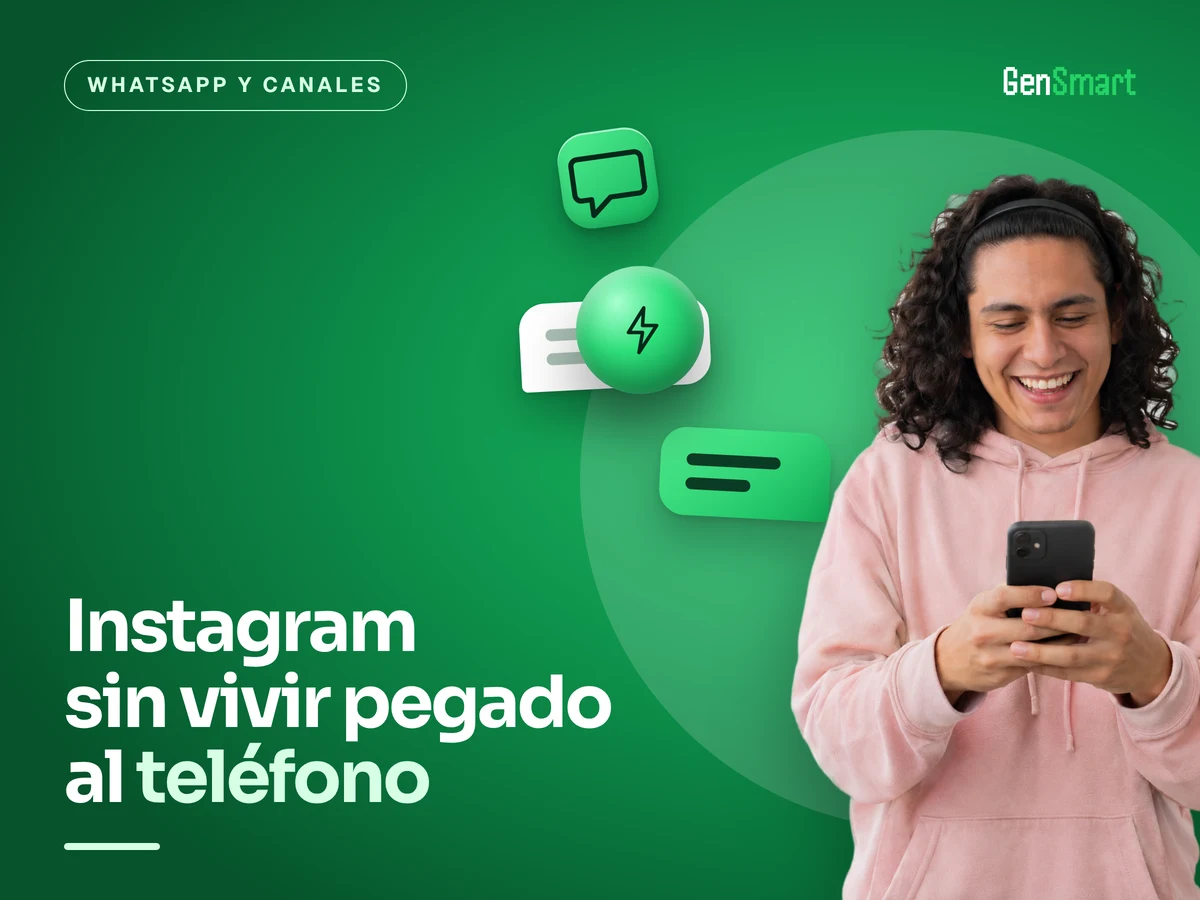 WHATSAPP Y CANALES
GenSmart
Instagram
sin vivir pegado
al teléfono